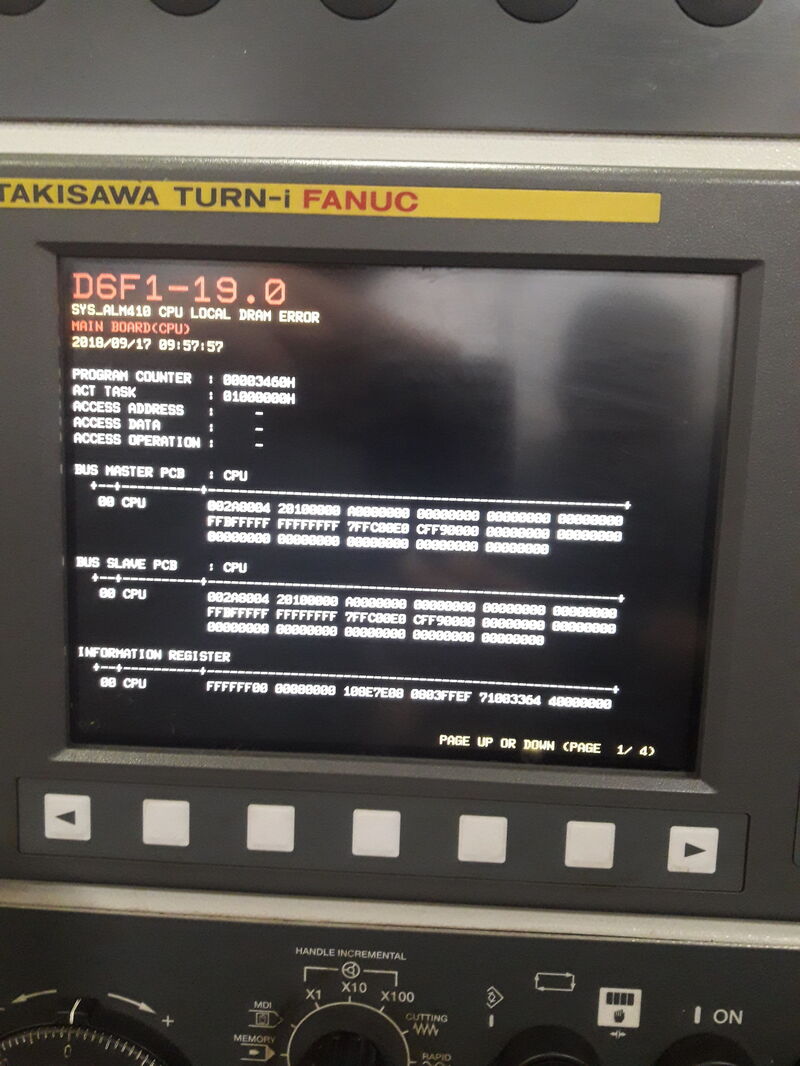 TAKISAWA TURN-i FANUC
D6F1-19.0
SYS_ALM410 CPU LOCAL DRAM ERROR
MAIN BOARD(CPU)
2018/09/17 09:57:57
PROGRAM COUNTER : 00003460H
ACT TASK : 01000000H
ACCESS ADDRESS : -
ACCESS DATA : -
ACCESS OPERATION : -
BUS MASTER PCB : CPU
00 CPU 002A8004 20100000 A0000000 00000000 00000000 00000000
FFBFFFFF FFFFFFFF 7FFC00E0 CFF90000 00000000 00000000
00000000 00000000 00000000 00000000 00000000
BUS SLAVE PCB : CPU
00 CPU 002A8004 20100000 A0000000 00000000 00000000 00000000
FFBFFFFF FFFFFFFF 7FFC00E0 CFF90000 00000000 00000000
00000000 00000000 00000000 00000000 00000000
INFORMATION REGISTER
00 CPU FFFFFF00 00000000 100E7E00 0003FFEF 71003364 40000000
PAGE UP OR DOWN (PAGE 1/ 4)
HANDLE INCREMENTAL
X1 X10 X100
MDI
CUTTING
MEMORY
RAPID
- +
0
I
I ON